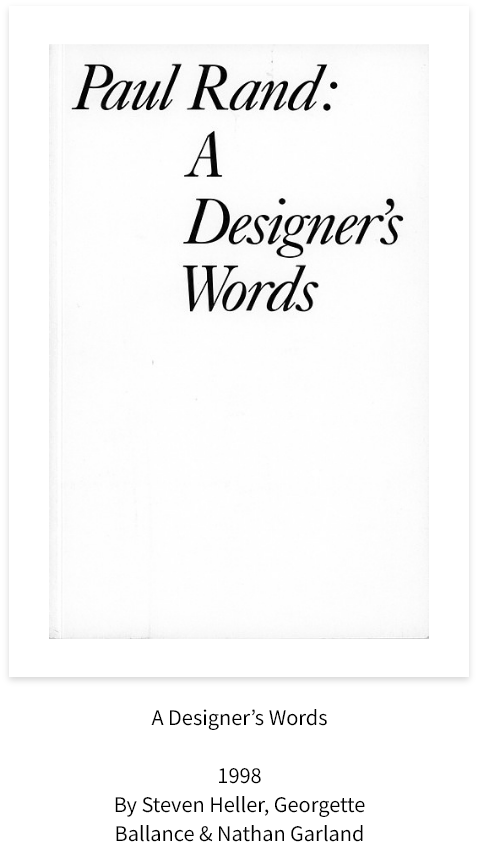 Paul Rand:
A
Designer’s
Words
A Designer’s Words
1998
By Steven Heller, Georgette
Ballance & Nathan Garland